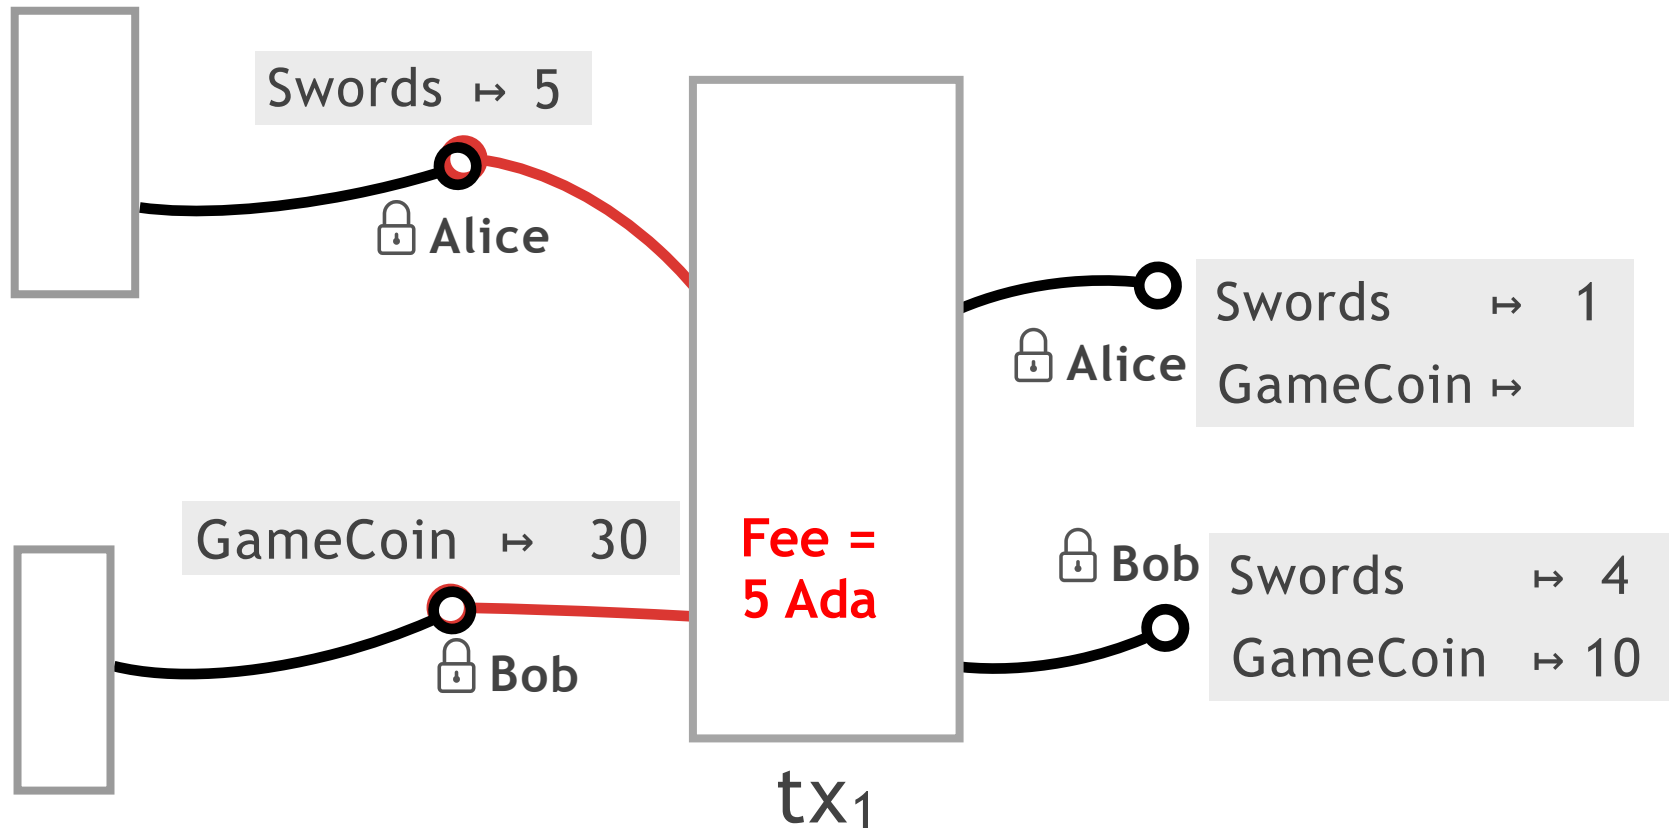 Swords ↦ 5
Alice
GameCoin ↦ 30
Bob
Fee =
5 Ada
tx₁
Alice
Swords ↦ 1
GameCoin ↦
Bob
Swords ↦ 4
GameCoin ↦ 10